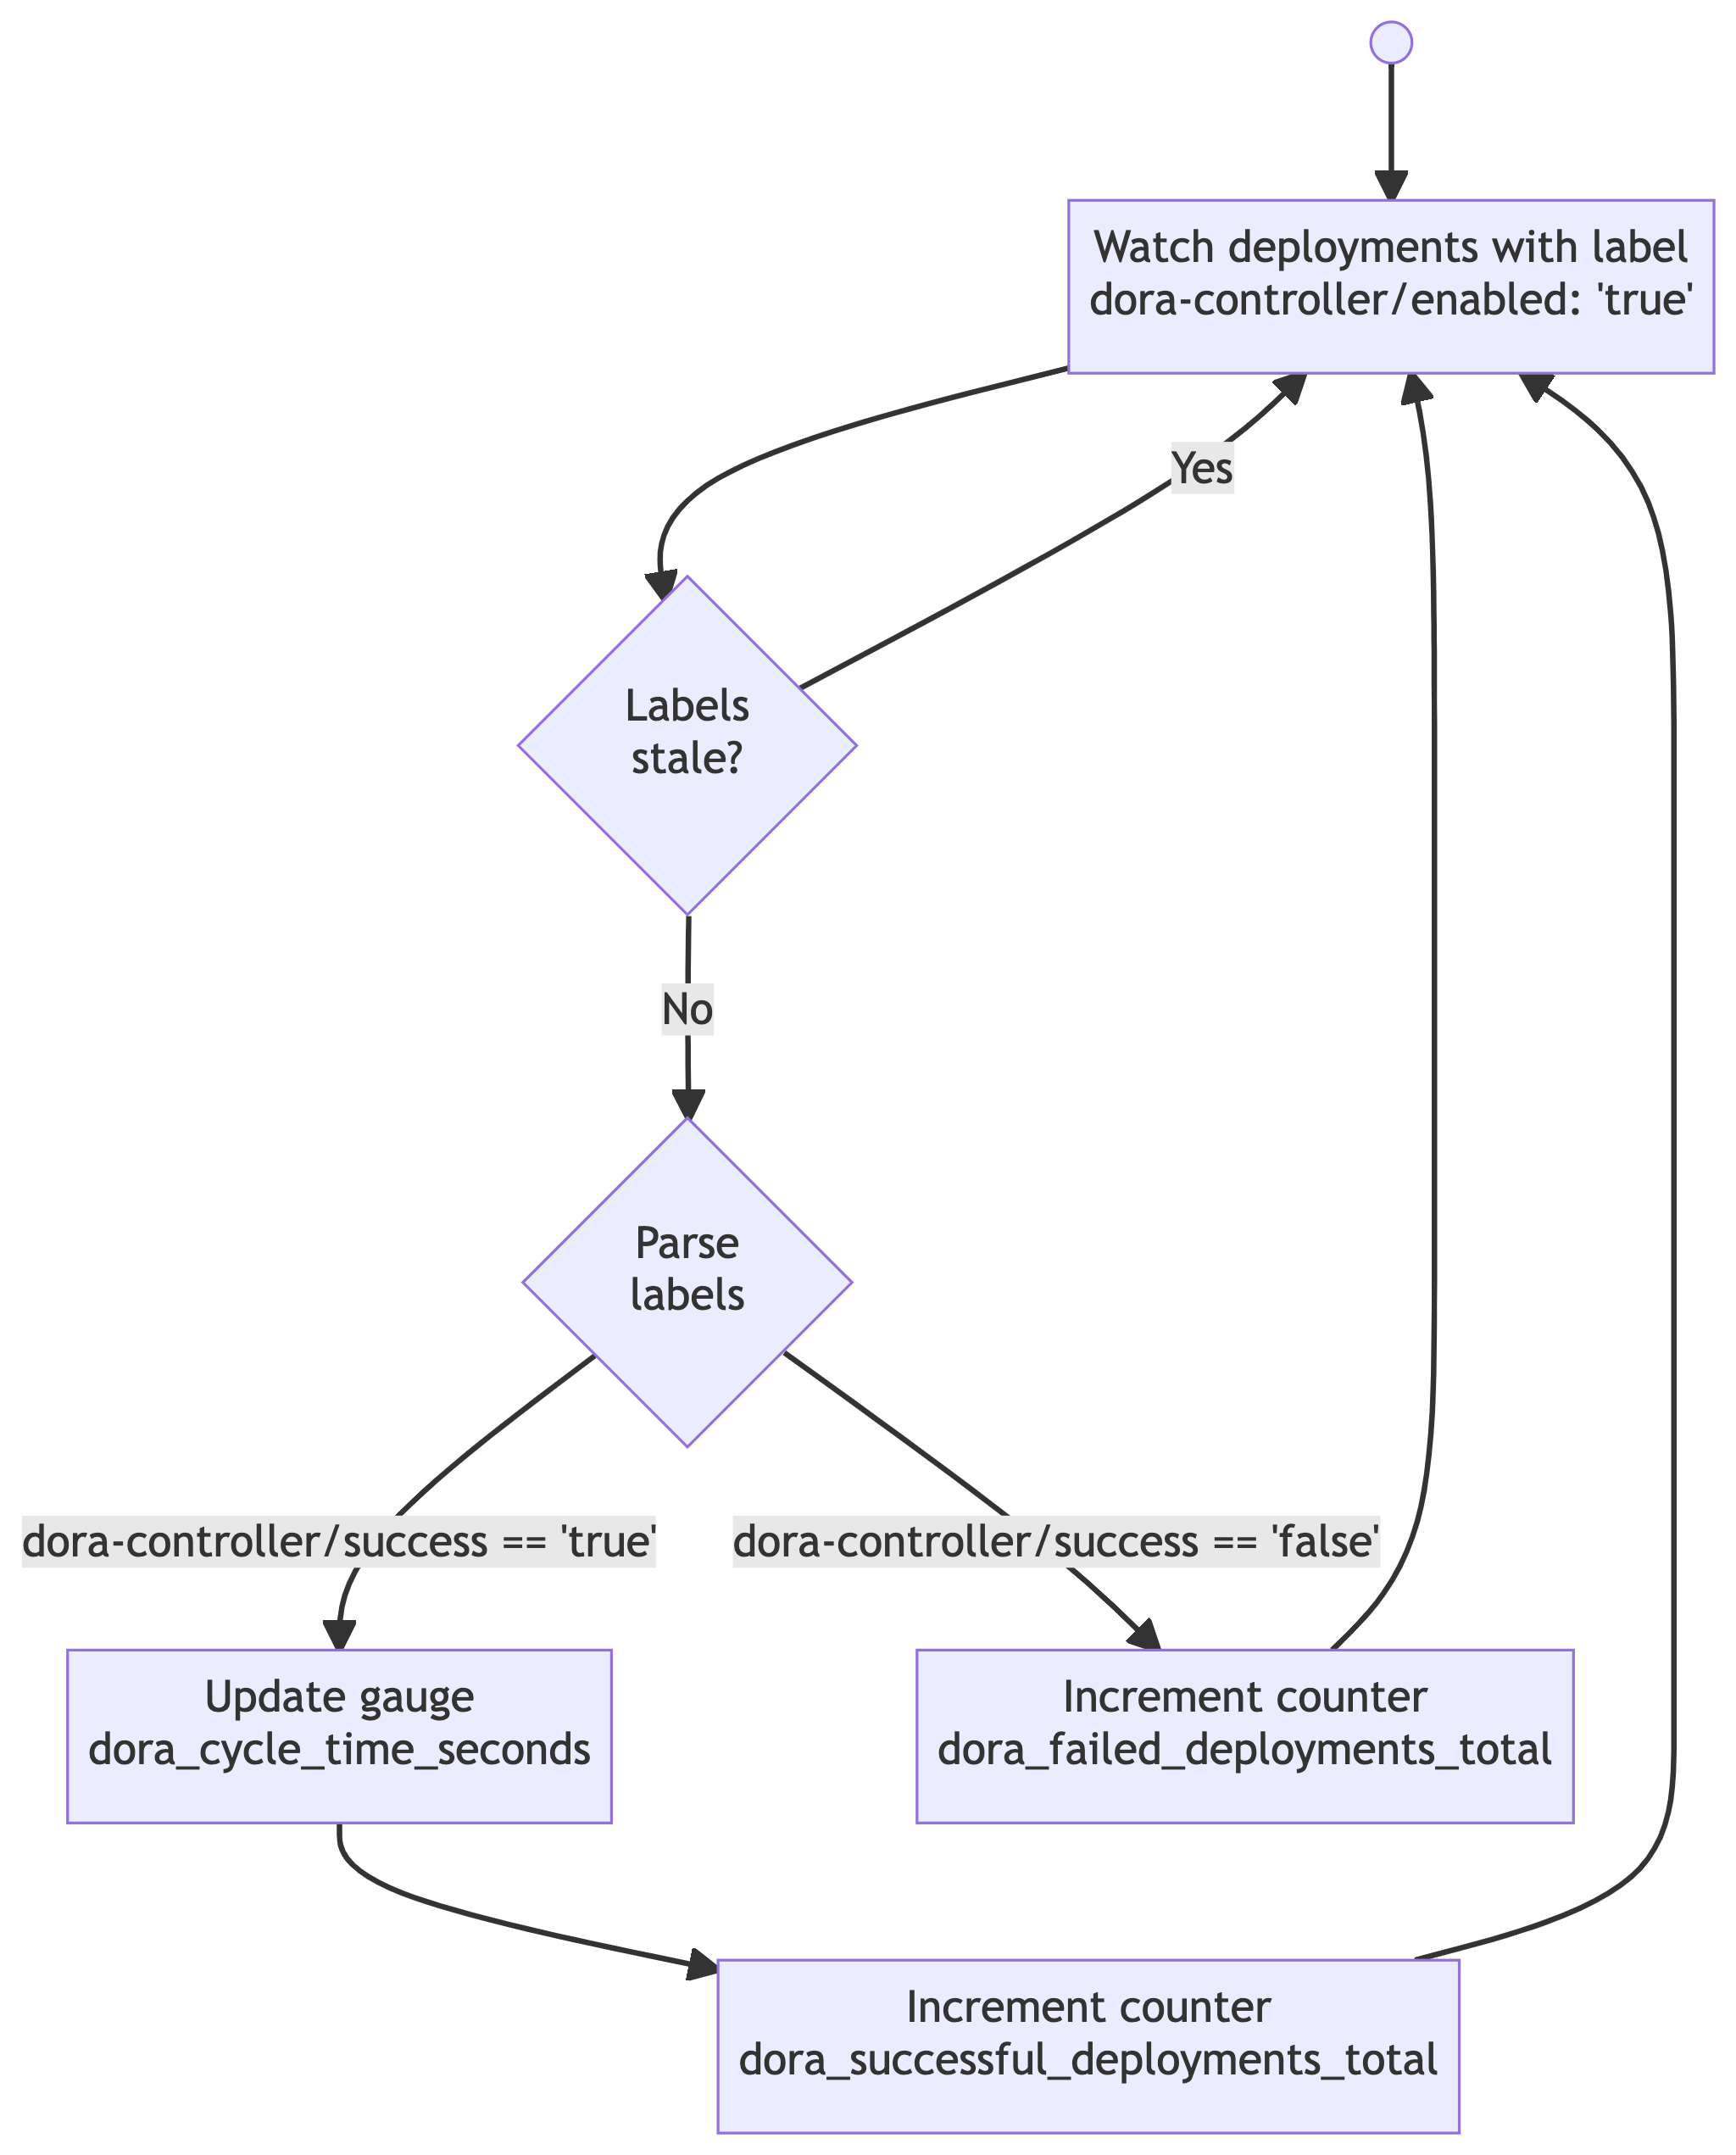 Watch deployments with label
dora-controller/enabled: 'true'
Yes
Labels
stale?
No
Parse
labels
dora-controller/success == 'true'
dora-controller/success == 'false'
Update gauge
dora_cycle_time_seconds
Increment counter
dora_failed_deployments_total
Increment counter
dora_successful_deployments_total